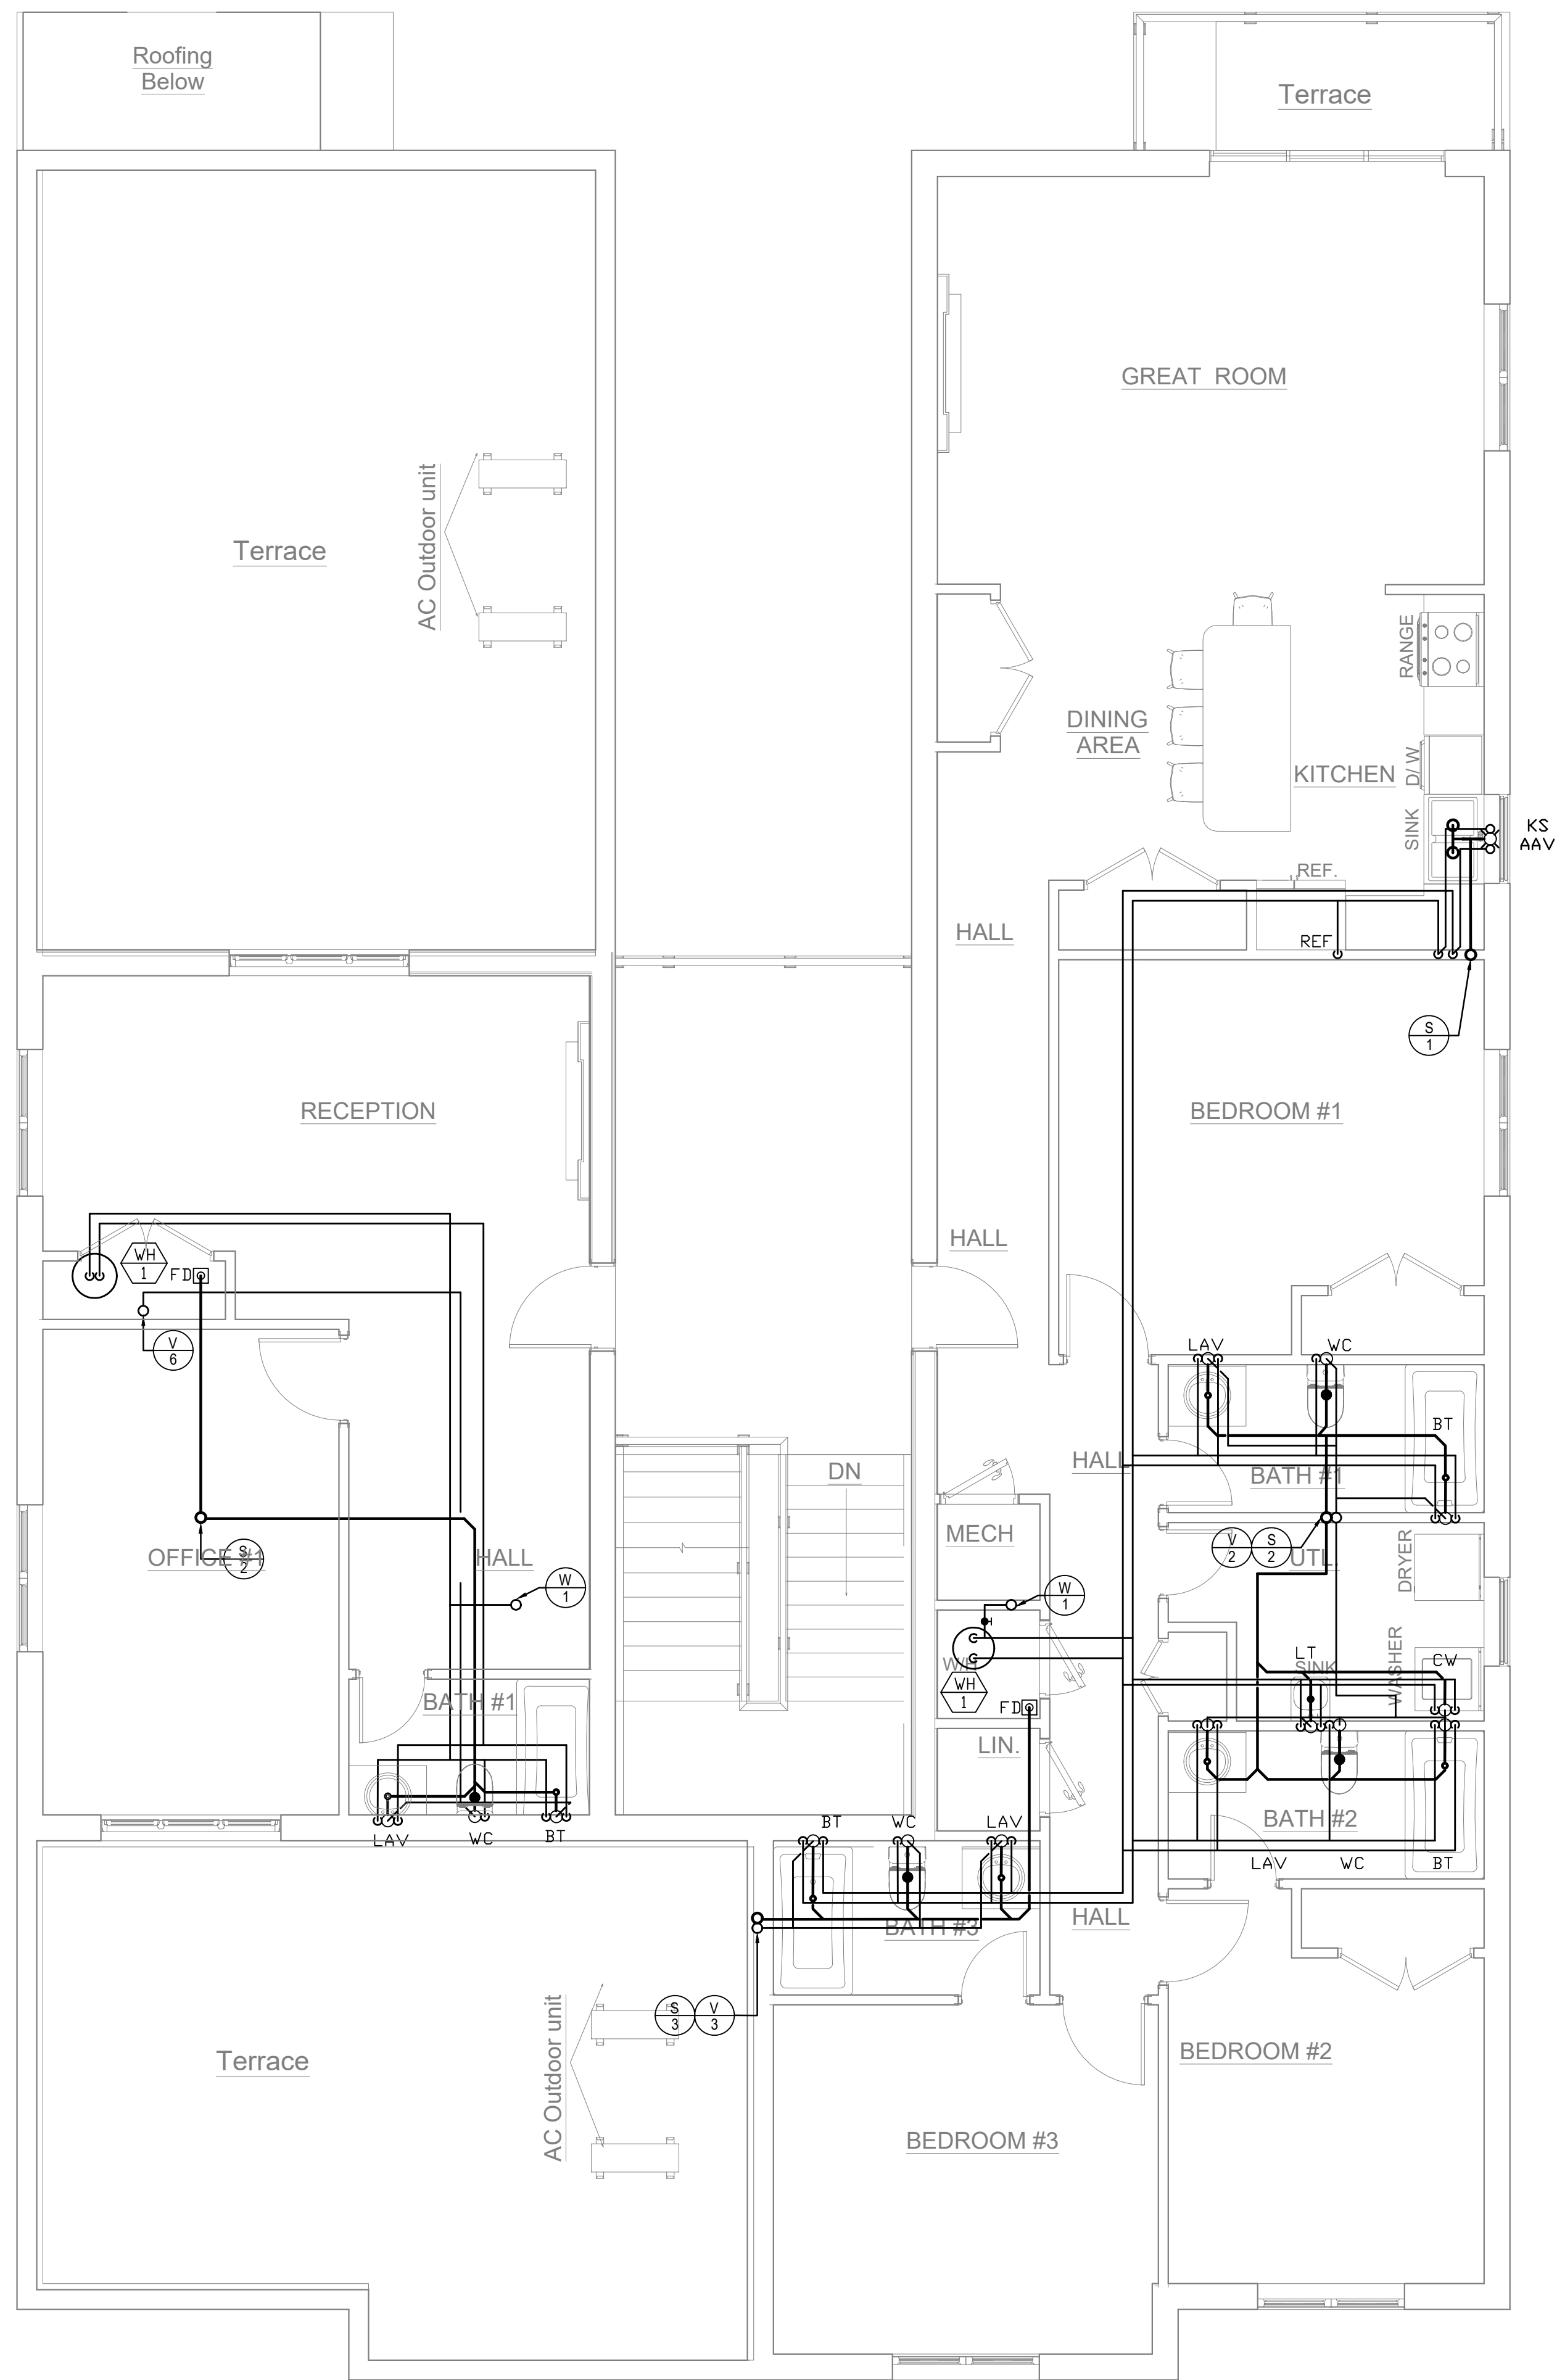 Roofing
Below
Terrace
GREAT ROOM
AC Outdoor unit
Terrace
RANGE
DINING
AREA
KITCHEN
D/ W
SINK
KS
AAV
REF.
HALL
REF
S
1
RECEPTION
BEDROOM #1
HALL
WH
1
FD
V
6
LAV
WC
BT
DN
HALL
BATH #1
MECH
OFFICE #1
S
2
HALL
V
2
S
2
UTL.
DRYER
W
1
W
1
W/H
WH
1
LT
SINK
WASHER
CW
BATH #1
FD
LIN.
BT
WC
LAV
BATH #2
LAV
WC
BT
LAV
WC
BT
BATH #3
HALL
S
3
V
3
AC Outdoor unit
Terrace
BEDROOM #2
BEDROOM #3